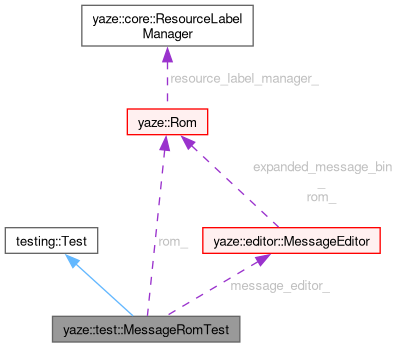 yaze::core::ResourceLabel
Manager
resource_label_manager_
yaze::Rom
expanded_message_bin
_
rom_
testing::Test
rom_
yaze::editor::MessageEditor
message_editor_
yaze::test::MessageRomTest